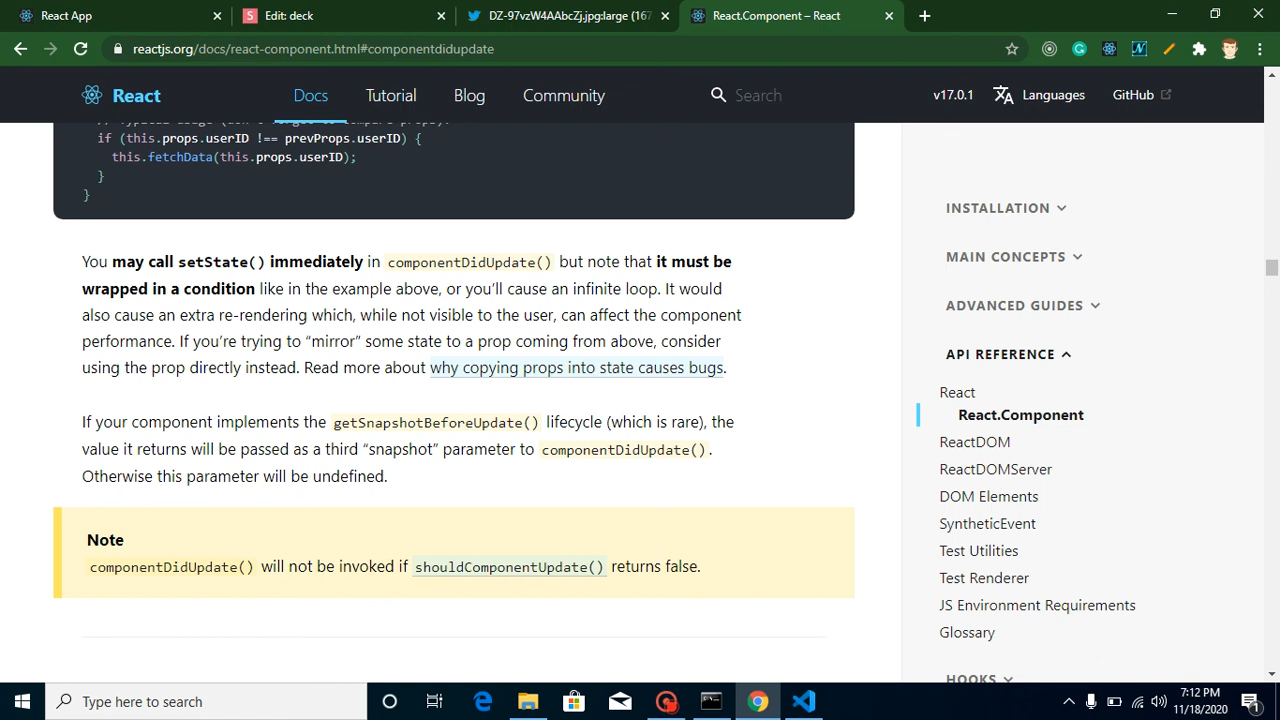 React App
Edit: deck
DZ-97vzW4AAbcZj.jpg:large (167
React.Component – React
reactjs.org/docs/react-component.html#componentdidupdate
React
Docs
Tutorial
Blog
Community
Search
v17.0.1
Languages
GitHub
if (this.props.userID !== prevProps.userID) {
this.fetchData(this.props.userID);
}
}
You may call setState() immediately in componentDidUpdate() but note that it must be
wrapped in a condition like in the example above, or you’ll cause an infinite loop. It would
also cause an extra re-rendering which, while not visible to the user, can affect the component
performance. If you’re trying to “mirror” some state to a prop coming from above, consider
using the prop directly instead. Read more about why copying props into state causes bugs.
If your component implements the getSnapshotBeforeUpdate() lifecycle (which is rare), the
value it returns will be passed as a third “snapshot” parameter to componentDidUpdate().
Otherwise this parameter will be undefined.
Note
componentDidUpdate() will not be invoked if shouldComponentUpdate() returns false.
INSTALLATION
MAIN CONCEPTS
ADVANCED GUIDES
API REFERENCE
React
React.Component
ReactDOM
ReactDOMServer
DOM Elements
SyntheticEvent
Test Utilities
Test Renderer
JS Environment Requirements
Glossary
HOOKS
Type here to search
7:12 PM
11/18/2020